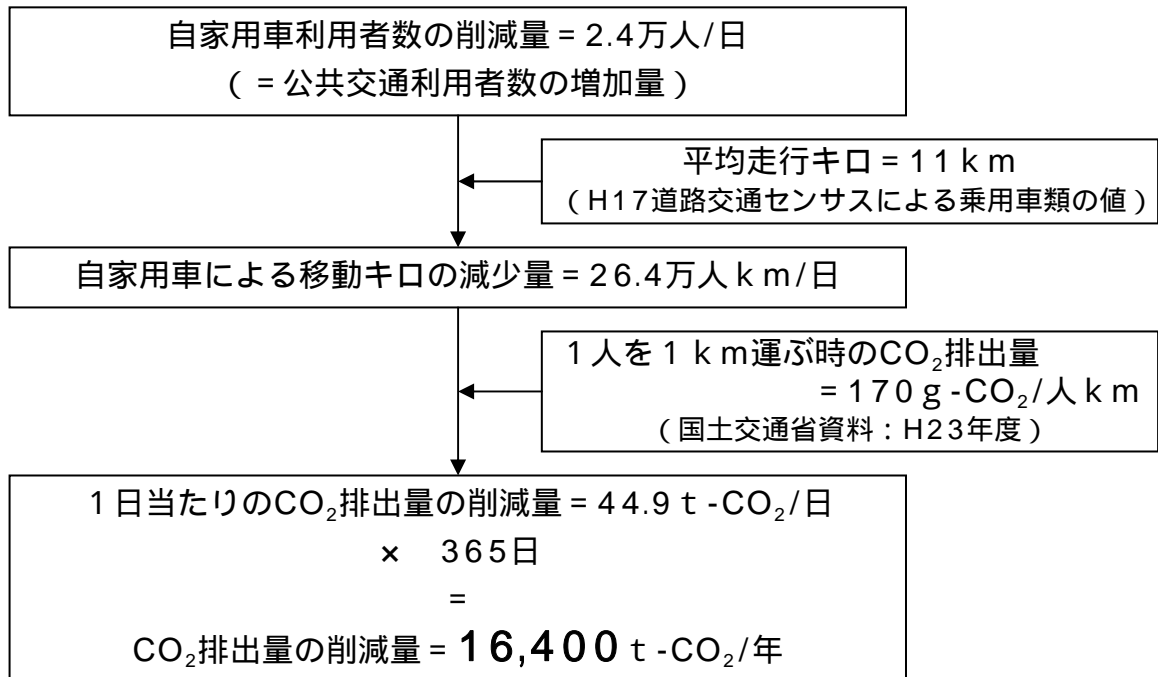 自家用車利用者数の削減量=2.4万人/日
(=公共交通利用者数の増加量)
平均走行キロ=11km
(H17道路交通センサスによる乗用車類の値)
自家用車による移動キロの減少量=26.4万人km/日
1人を1km運ぶ時のCO₂排出量
=170g-CO₂/人km
(国土交通省資料:H23年度)
1日当たりのCO₂排出量の削減量=44.9t-CO₂/日
× 365日
=
CO₂排出量の削減量=16,400t-CO₂/年